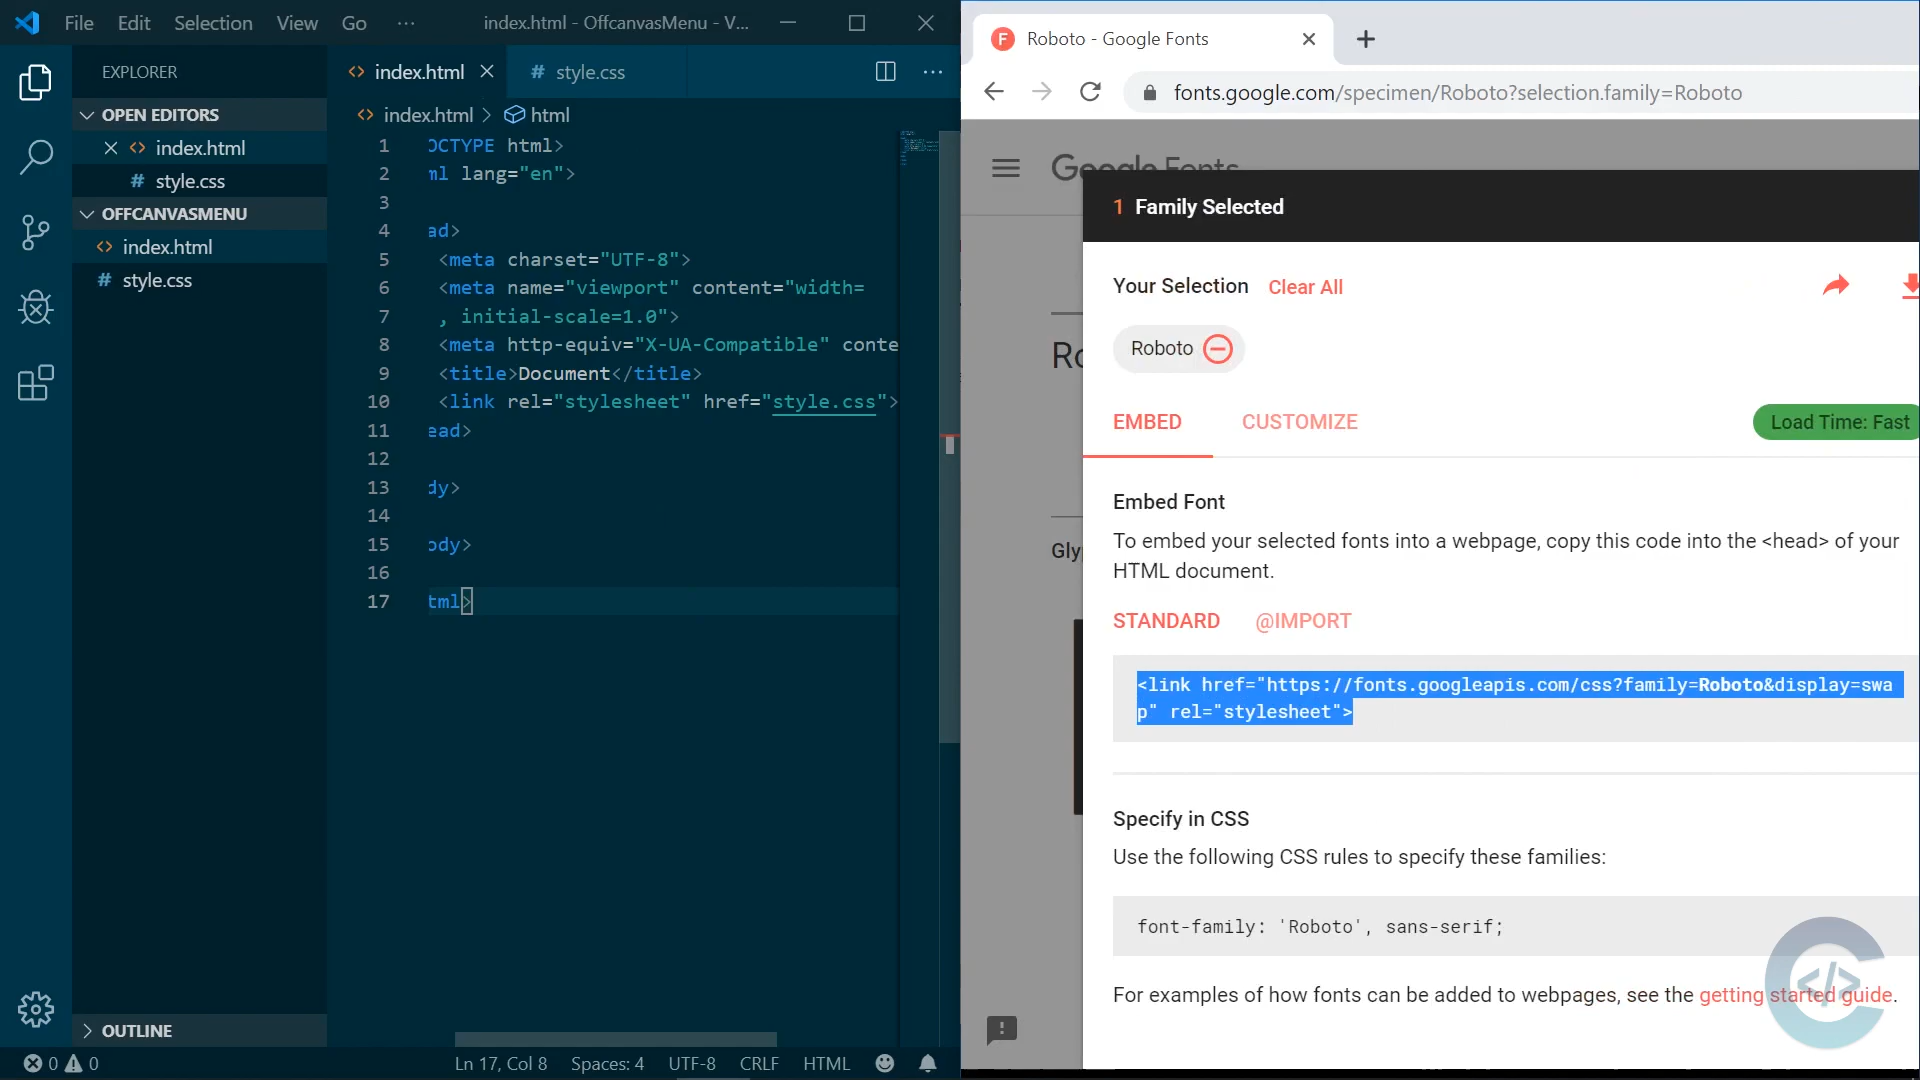 File Edit Selection View Go ··· index.html - OffcanvasMenu - V...
EXPLORER
OPEN EDITORS
index.html
# style.css
OFFCANVASMENU
index.html
# style.css
OUTLINE
index.html # style.css ···
index.html > html
1 OCTYPE html>
2 ml lang="en">
3
4 ad>
5 <meta charset="UTF-8">
6 <meta name="viewport" content="width=
7 , initial-scale=1.0">
8 <meta http-equiv="X-UA-Compatible" conte
9 <title>Document</title>
10 <link rel="stylesheet" href="style.css">
11 ead>
12
13 dy>
14
15 ody>
16
17 tml>
0 0 Ln 17, Col 8 Spaces: 4 UTF-8 CRLF HTML
F Roboto - Google Fonts
fonts.google.com/specimen/Roboto?selection.family=Roboto
Google Fonts
Ro
Gly
1 Family Selected
Your Selection Clear All
Roboto
EMBED CUSTOMIZE Load Time: Fast
Embed Font
To embed your selected fonts into a webpage, copy this code into the <head> of your
HTML document.
STANDARD @IMPORT
<link href="https://fonts.googleapis.com/css?family=Roboto&display=swa
p" rel="stylesheet">
Specify in CSS
Use the following CSS rules to specify these families:
font-family: 'Roboto', sans-serif;
For examples of how fonts can be added to webpages, see the getting started guide.